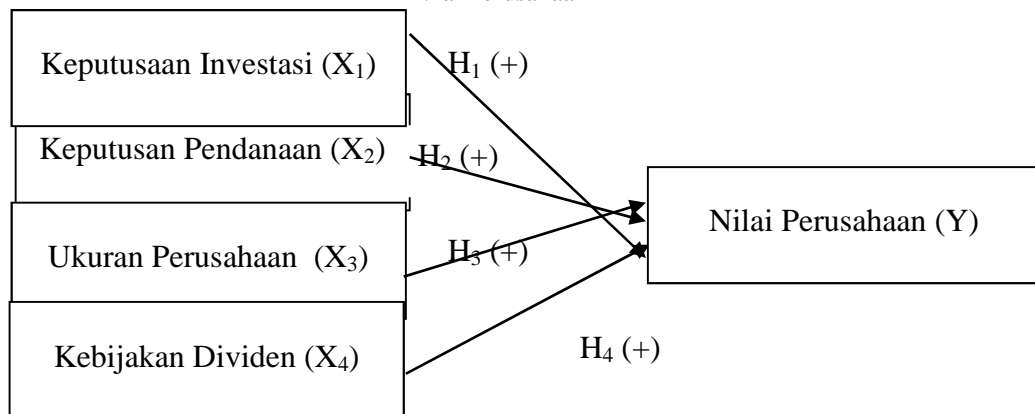 Keputusaan Investasi (X₁)
H₁ (+)
Keputusan Pendanaan (X₂)
H₂ (+)
Nilai Perusahaan (Y)
Ukuran Perusahaan (X₃)
H₃ (+)
Kebijakan Dividen (X₄)
H₄ (+)